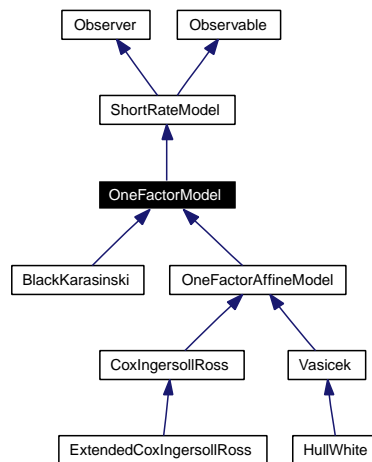 Observer
Observable
ShortRateModel
OneFactorModel
BlackKarasinski
OneFactorAffineModel
CoxIngersollRoss
Vasicek
ExtendedCoxIngersollRoss
HullWhite